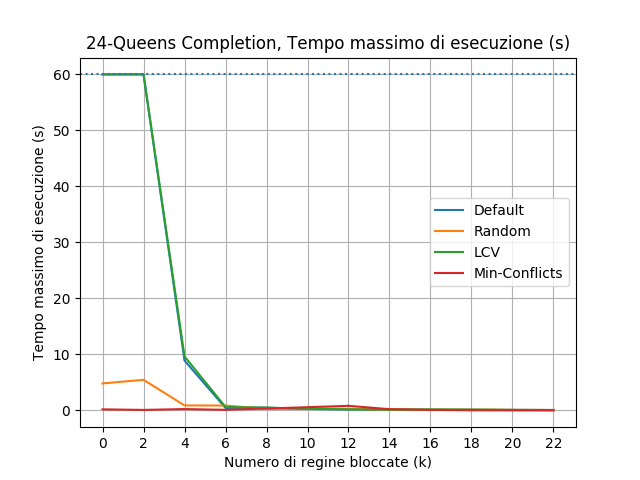 24-Queens Completion, Tempo massimo di esecuzione (s)
Tempo massimo di esecuzione (s)
60
50
40
30
20
10
0
Default
Random
LCV
Min-Conflicts
0 2 4 6 8 10 12 14 16 18 20 22
Numero di regine bloccate (k)